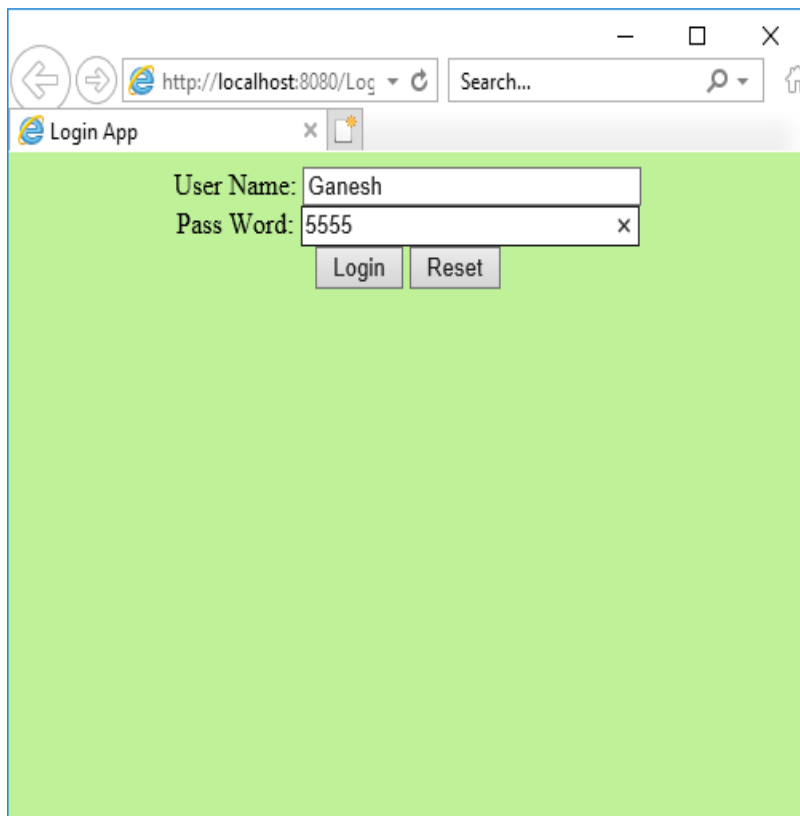 http://localhost:8080/Log Search...
Login App
User Name: Ganesh
Pass Word: 5555
Login Reset